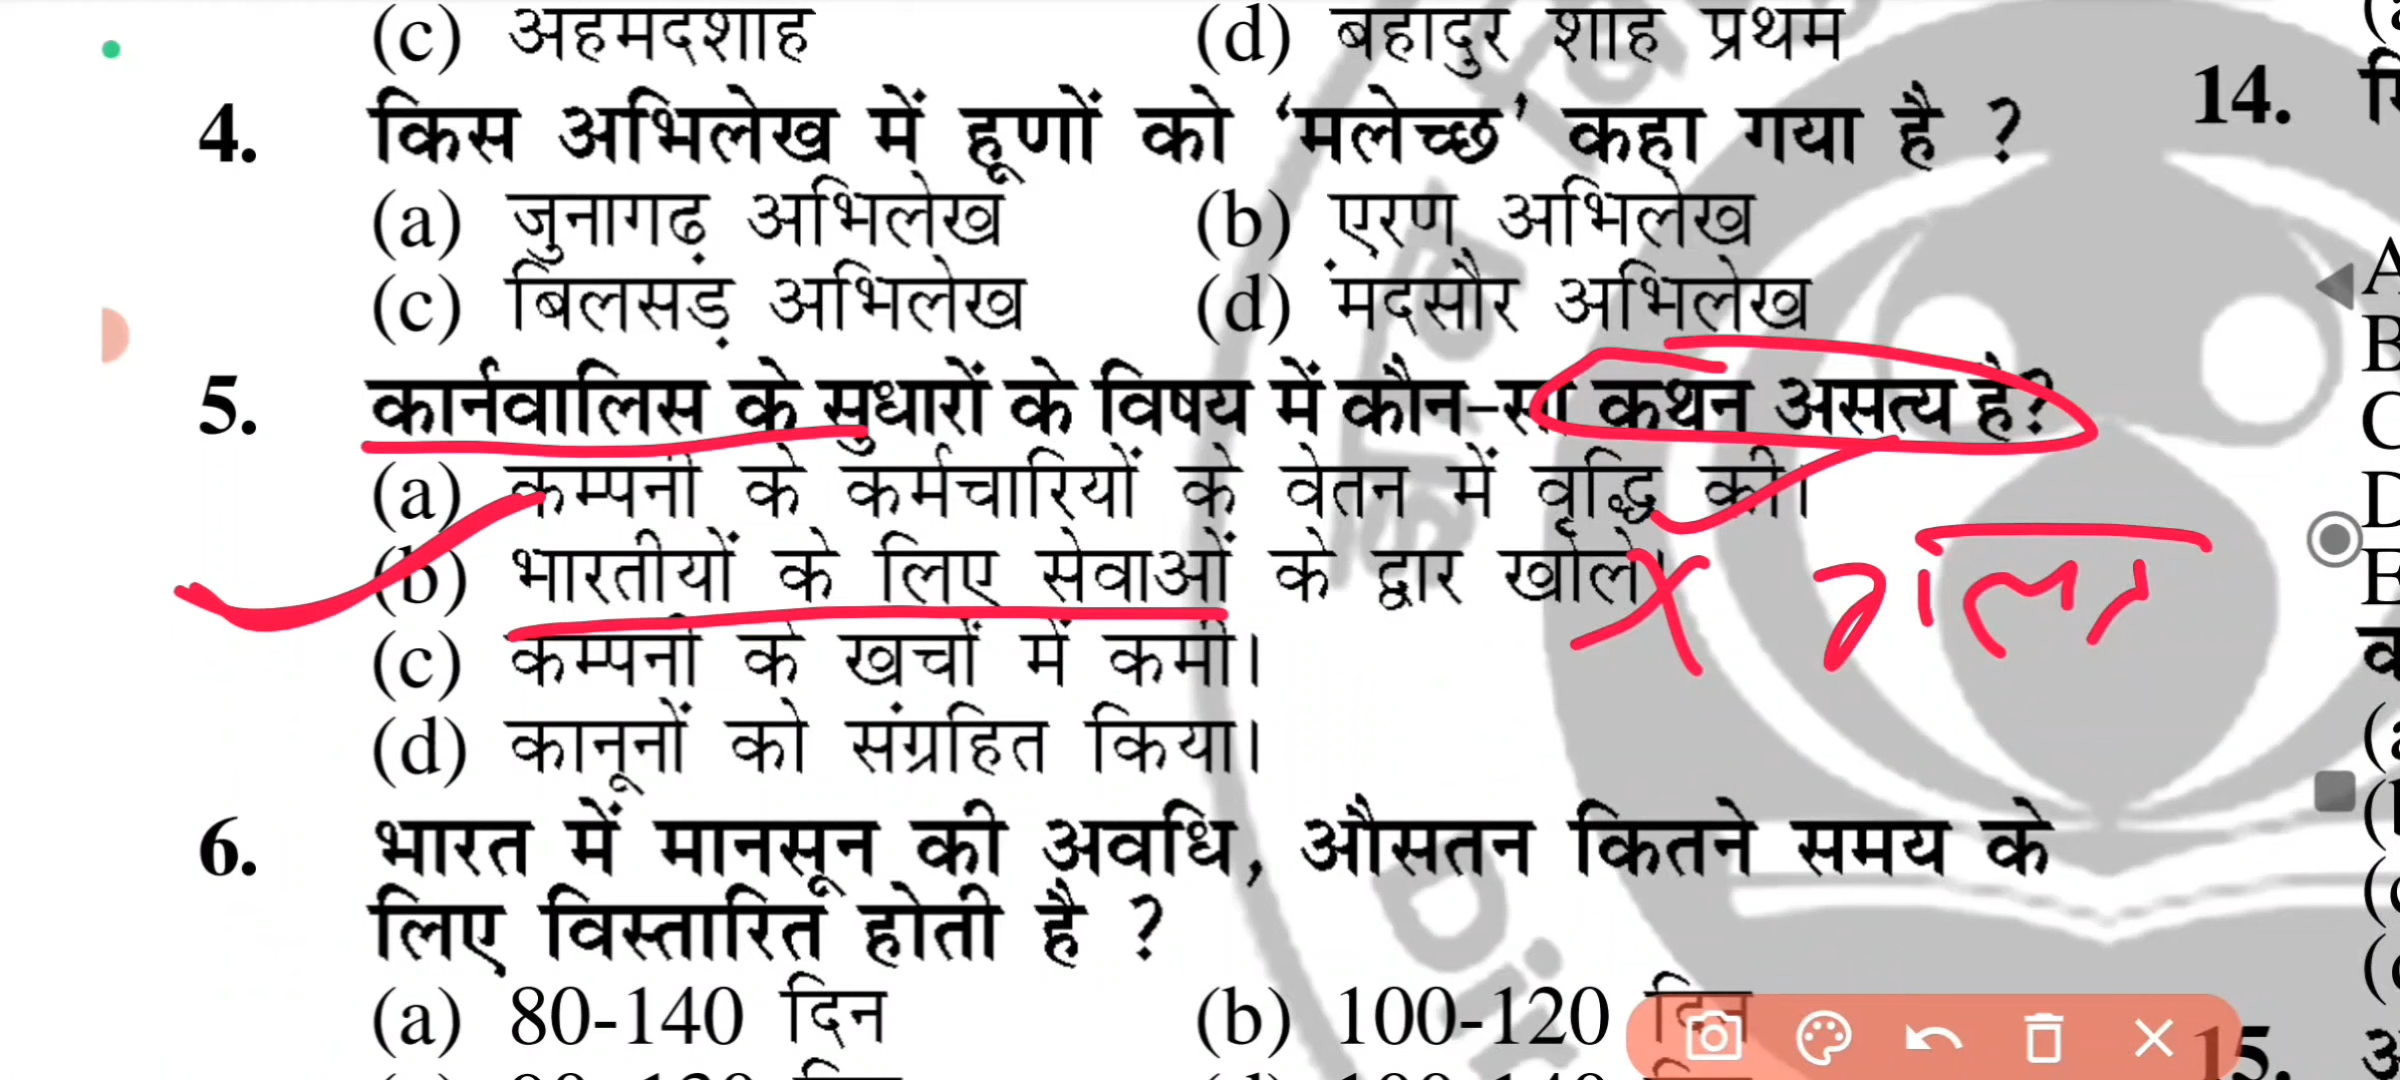 (c) अहमदशाह (d) बहादुर शाह प्रथम
4. किस अभिलेख में हूणों को ‘मलेच्छ’ कहा गया है ?
(a) जुनागढ़ अभिलेख (b) एरण अभिलेख
(c) बिलसड़ अभिलेख (d) मंदसौर अभिलेख
5. कार्नवालिस के सुधारों के विषय में कौन-सा कथन असत्य है?
(a) कम्पनी के कर्मचारियों के वेतन में वृद्धि की।
(b) भारतीयों के लिए सेवाओं के द्वार खोले।
(c) कम्पनी के खर्चों में कमी।
(d) कानूनों को संग्रहित किया।
6. भारत में मानसून की अवधि, औसतन कितने समय के
लिए विस्तारित होती है ?
(a) 80-140 दिन (b) 100-120 दिन
14.
A
B
C
D
E
15.